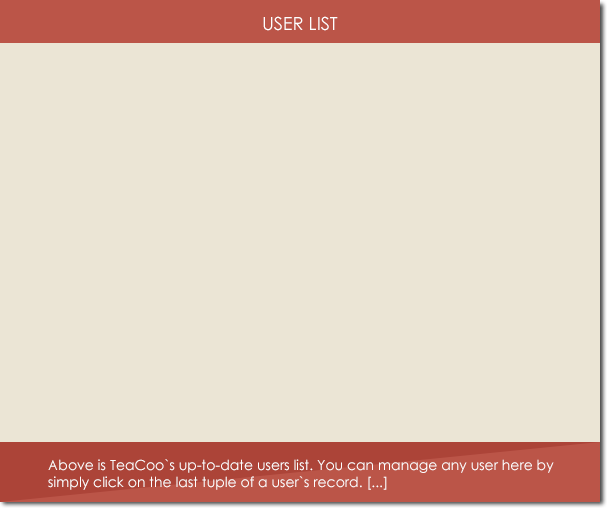 USER LIST
Above is TeaCoo`s up-to-date users list. You can manage any user here by
simply click on the last tuple of a user`s record. [...]